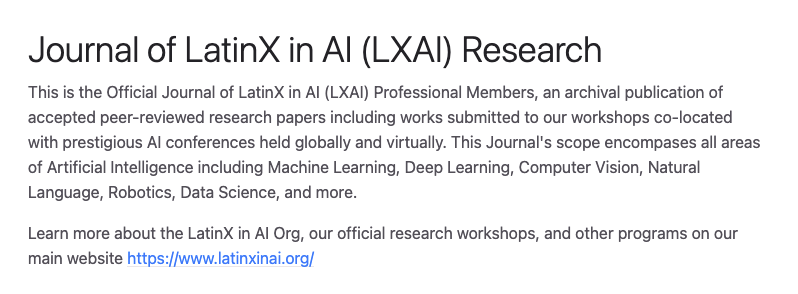 Journal of LatinX in AI (LXAI) Research
This is the Official Journal of LatinX in AI (LXAI) Professional Members, an archival publication of
accepted peer-reviewed research papers including works submitted to our workshops co-located
with prestigious AI conferences held globally and virtually. This Journal's scope encompasses all areas
of Artificial Intelligence including Machine Learning, Deep Learning, Computer Vision, Natural
Language, Robotics, Data Science, and more.
Learn more about the LatinX in AI Org, our official research workshops, and other programs on our
main website https://www.latinxinai.org/